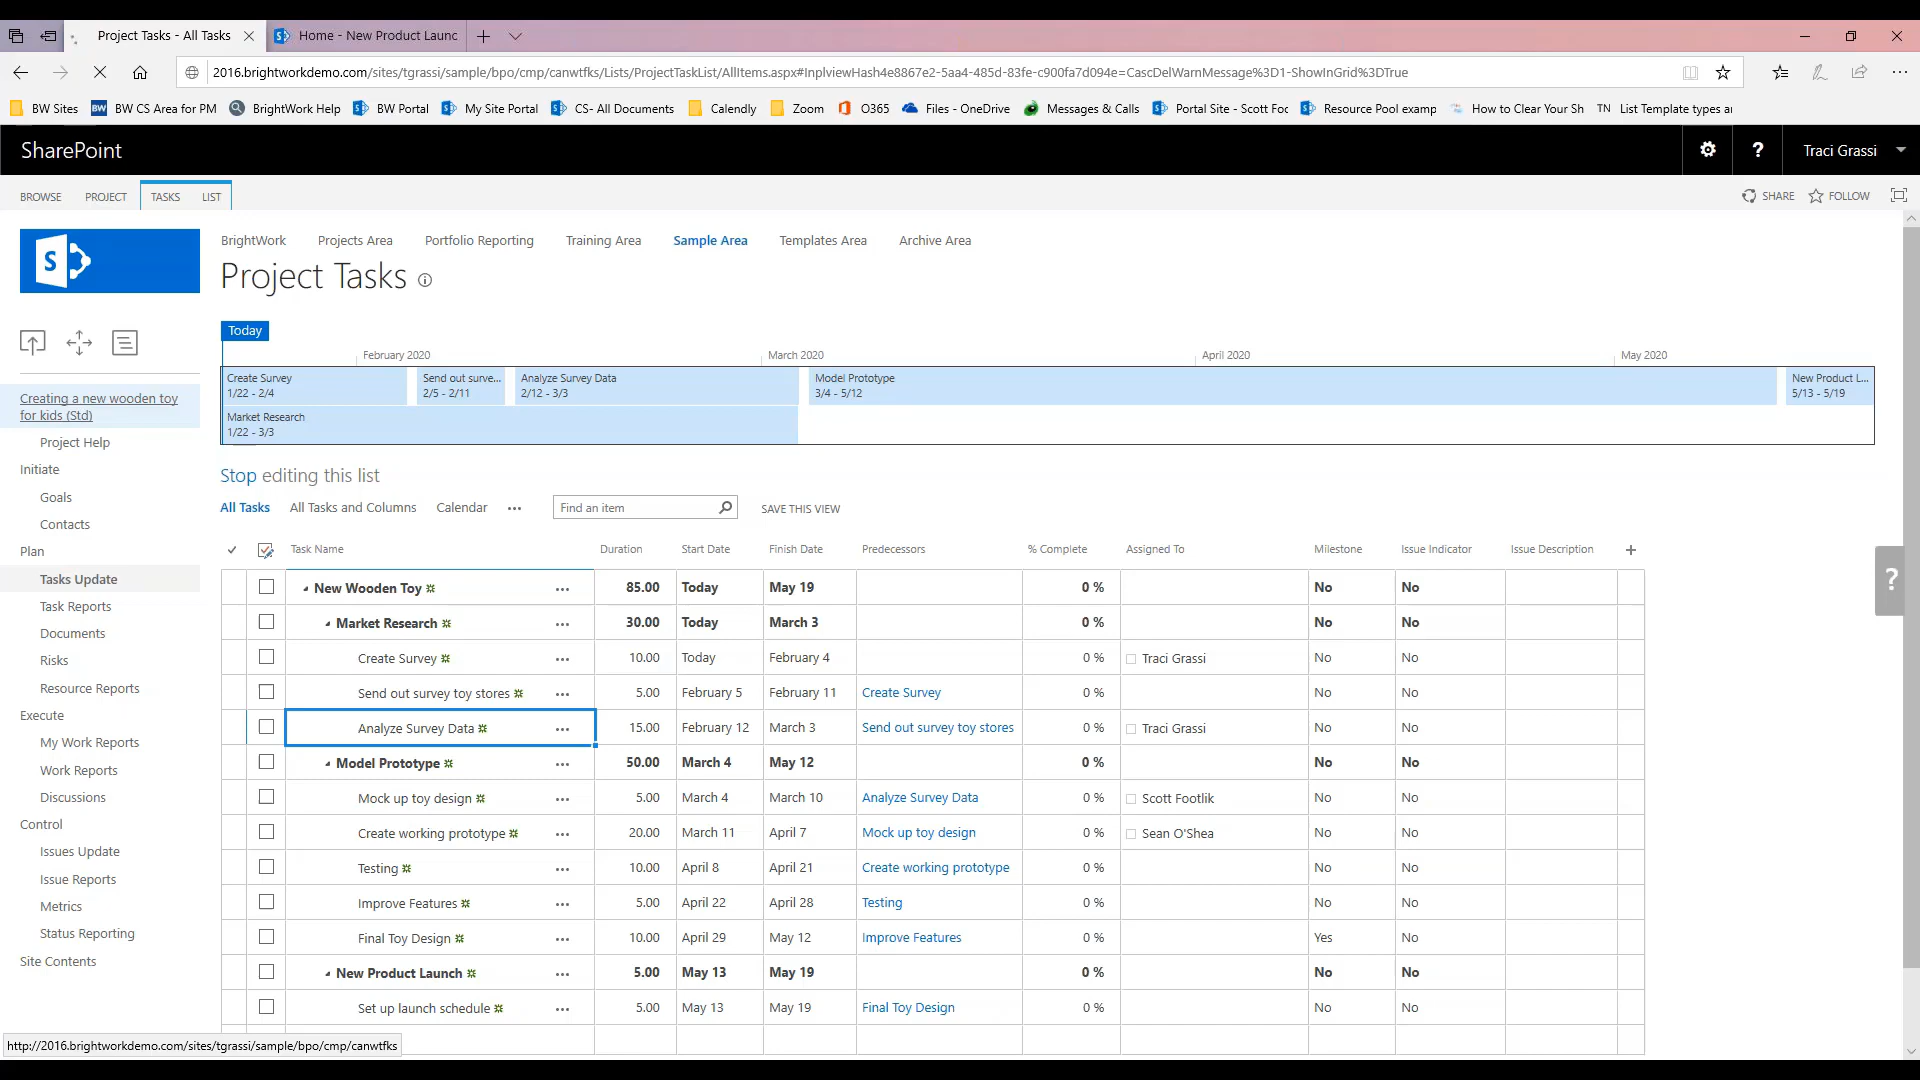 Project Tasks - All Tasks
Home - New Product Launc
2016.brightworkdemo.com/sites/tgrassi/sample/bpo/cmp/canwtfks/Lists/ProjectTaskList/AllItems.aspx#InplviewHash4e8867e2-5aa4-485d-83fe-c900fa7d094e=CascDelWarnMessage%3D1-ShowInGrid%3DTrue
BW Sites
BW BW CS Area for PM
BrightWork Help
BW Portal
My Site Portal
CS- All Documents
Calendly
Zoom
O365
Files - OneDrive
Messages & Calls
Portal Site - Scott Foc
Resource Pool examp
How to Clear Your Sh
TN List Template types ar
SharePoint
? Traci Grassi
BROWSE PROJECT TASKS LIST
SHARE FOLLOW
S
BrightWork Projects Area Portfolio Reporting Training Area Sample Area Templates Area Archive Area
Project Tasks
Creating a new wooden toy
for kids (Std)
Project Help
Initiate
Goals
Contacts
Plan
Tasks Update
Task Reports
Documents
Risks
Resource Reports
Execute
My Work Reports
Work Reports
Discussions
Control
Issues Update
Issue Reports
Metrics
Status Reporting
Site Contents
Today
February 2020 March 2020 April 2020 May 2020
Create Survey
1/22 - 2/4
Send out surve...
2/5 - 2/11
Analyze Survey Data
2/12 - 3/3
Model Prototype
3/4 - 5/12
New Product L...
5/13 - 5/19
Market Research
1/22 - 3/3
Stop editing this list
All Tasks All Tasks and Columns Calendar ... Find an item SAVE THIS VIEW
Task Name Duration Start Date Finish Date Predecessors % Complete Assigned To Milestone Issue Indicator Issue Description +
New Wooden Toy ... 85.00 Today May 19 0 % No No
Market Research ... 30.00 Today March 3 0 % No No
Create Survey ... 10.00 Today February 4 0 % Traci Grassi No No
Send out survey toy stores ... 5.00 February 5 February 11 Create Survey 0 % No No
Analyze Survey Data ... 15.00 February 12 March 3 Send out survey toy stores 0 % Traci Grassi No No
Model Prototype ... 50.00 March 4 May 12 0 % No No
Mock up toy design ... 5.00 March 4 March 10 Analyze Survey Data 0 % Scott Footlik No No
Create working prototype ... 20.00 March 11 April 7 Mock up toy design 0 % Sean O'Shea No No
Testing ... 10.00 April 8 April 21 Create working prototype 0 % No No
Improve Features ... 5.00 April 22 April 28 Testing 0 % No No
Final Toy Design ... 10.00 April 29 May 12 Improve Features 0 % Yes No
New Product Launch ... 5.00 May 13 May 19 0 % No No
Set up launch schedule ... 5.00 May 13 May 19 Final Toy Design 0 % No No
?
http://2016.brightworkdemo.com/sites/tgrassi/sample/bpo/cmp/canwtfks